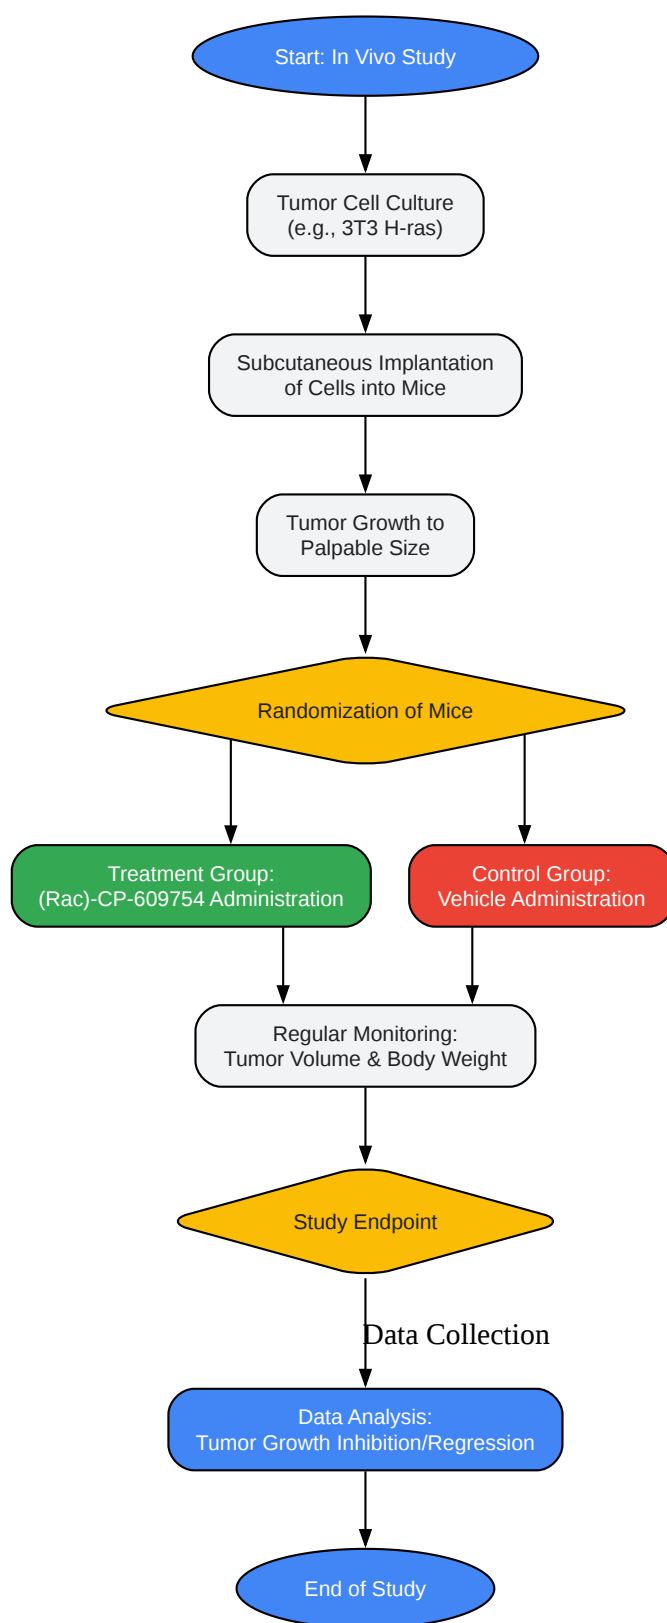 Start: In Vivo Study
Tumor Cell Culture
(e.g., 3T3 H-ras)
Subcutaneous Implantation
of Cells into Mice
Tumor Growth to
Palpable Size
Randomization of Mice
Treatment Group:
(Rac)-CP-609754 Administration
Control Group:
Vehicle Administration
Regular Monitoring:
Tumor Volume & Body Weight
Study Endpoint
Data Collection
Data Analysis:
Tumor Growth Inhibition/Regression
End of Study